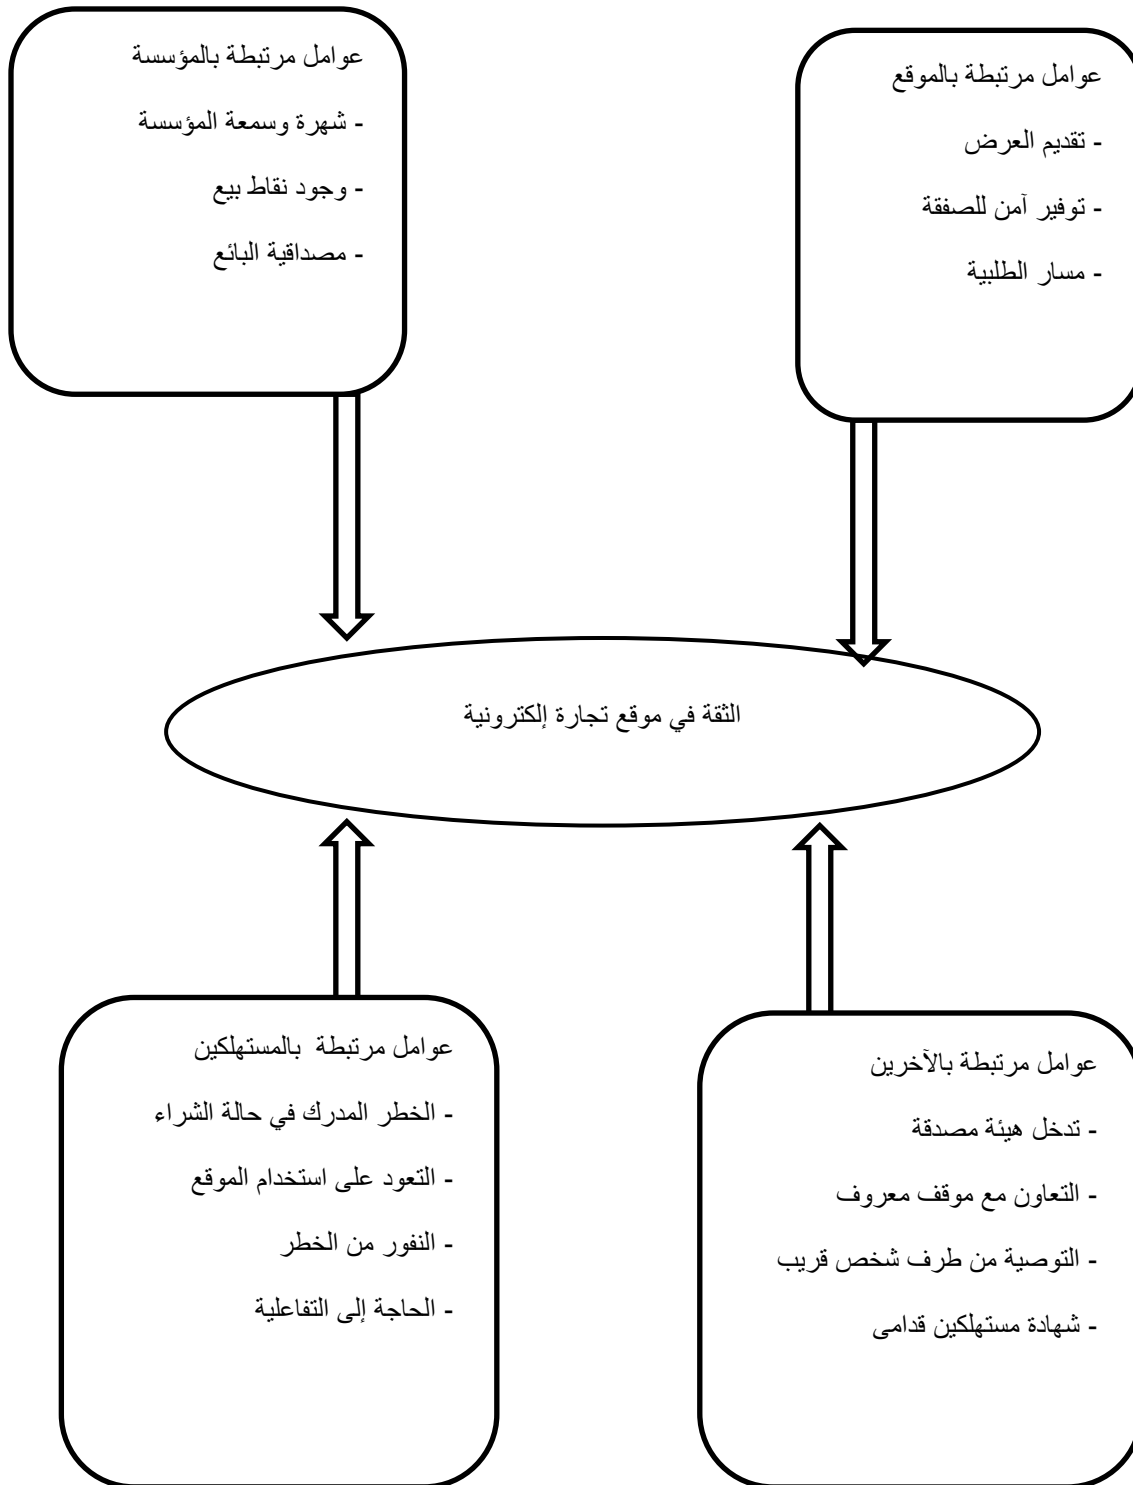 عوامل مرتبطة بالموقع
- تقديم العرض
- توفير آمن للصفقة
- مسار الطلبية
عوامل مرتبطة بالمؤسسة
- شهرة وسمعة المؤسسة
- وجود نقاط بيع
- مصداقية البائع
الثقة في موقع تجارة إلكترونية
عوامل مرتبطة بالآخرين
- تدخل هيئة مصدقة
- التعاون مع موقف معروف
- التوصية من طرف شخص قريب
- شهادة مستهلكين قدامى
عوامل مرتبطة بالمستهلكين
- الخطر المدرك في حالة الشراء
- التعود على استخدام الموقع
- النفور من الخطر
- الحاجة إلى التفاعلية